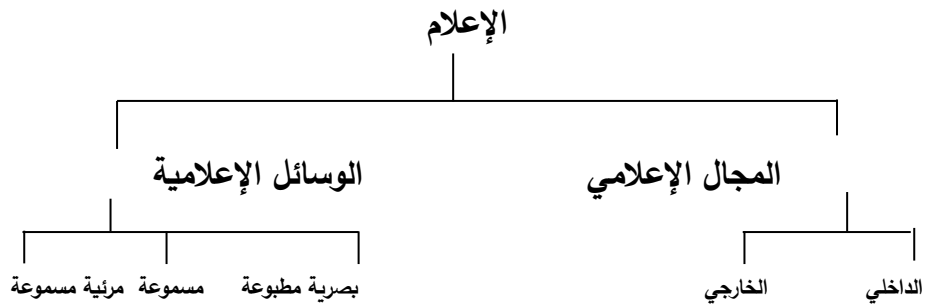 الإعلام
المجال الإعلامي الوسائل الإعلامية
الداخلي الخارجي بصرية مطبوعة مسموعة مرئية مسموعة